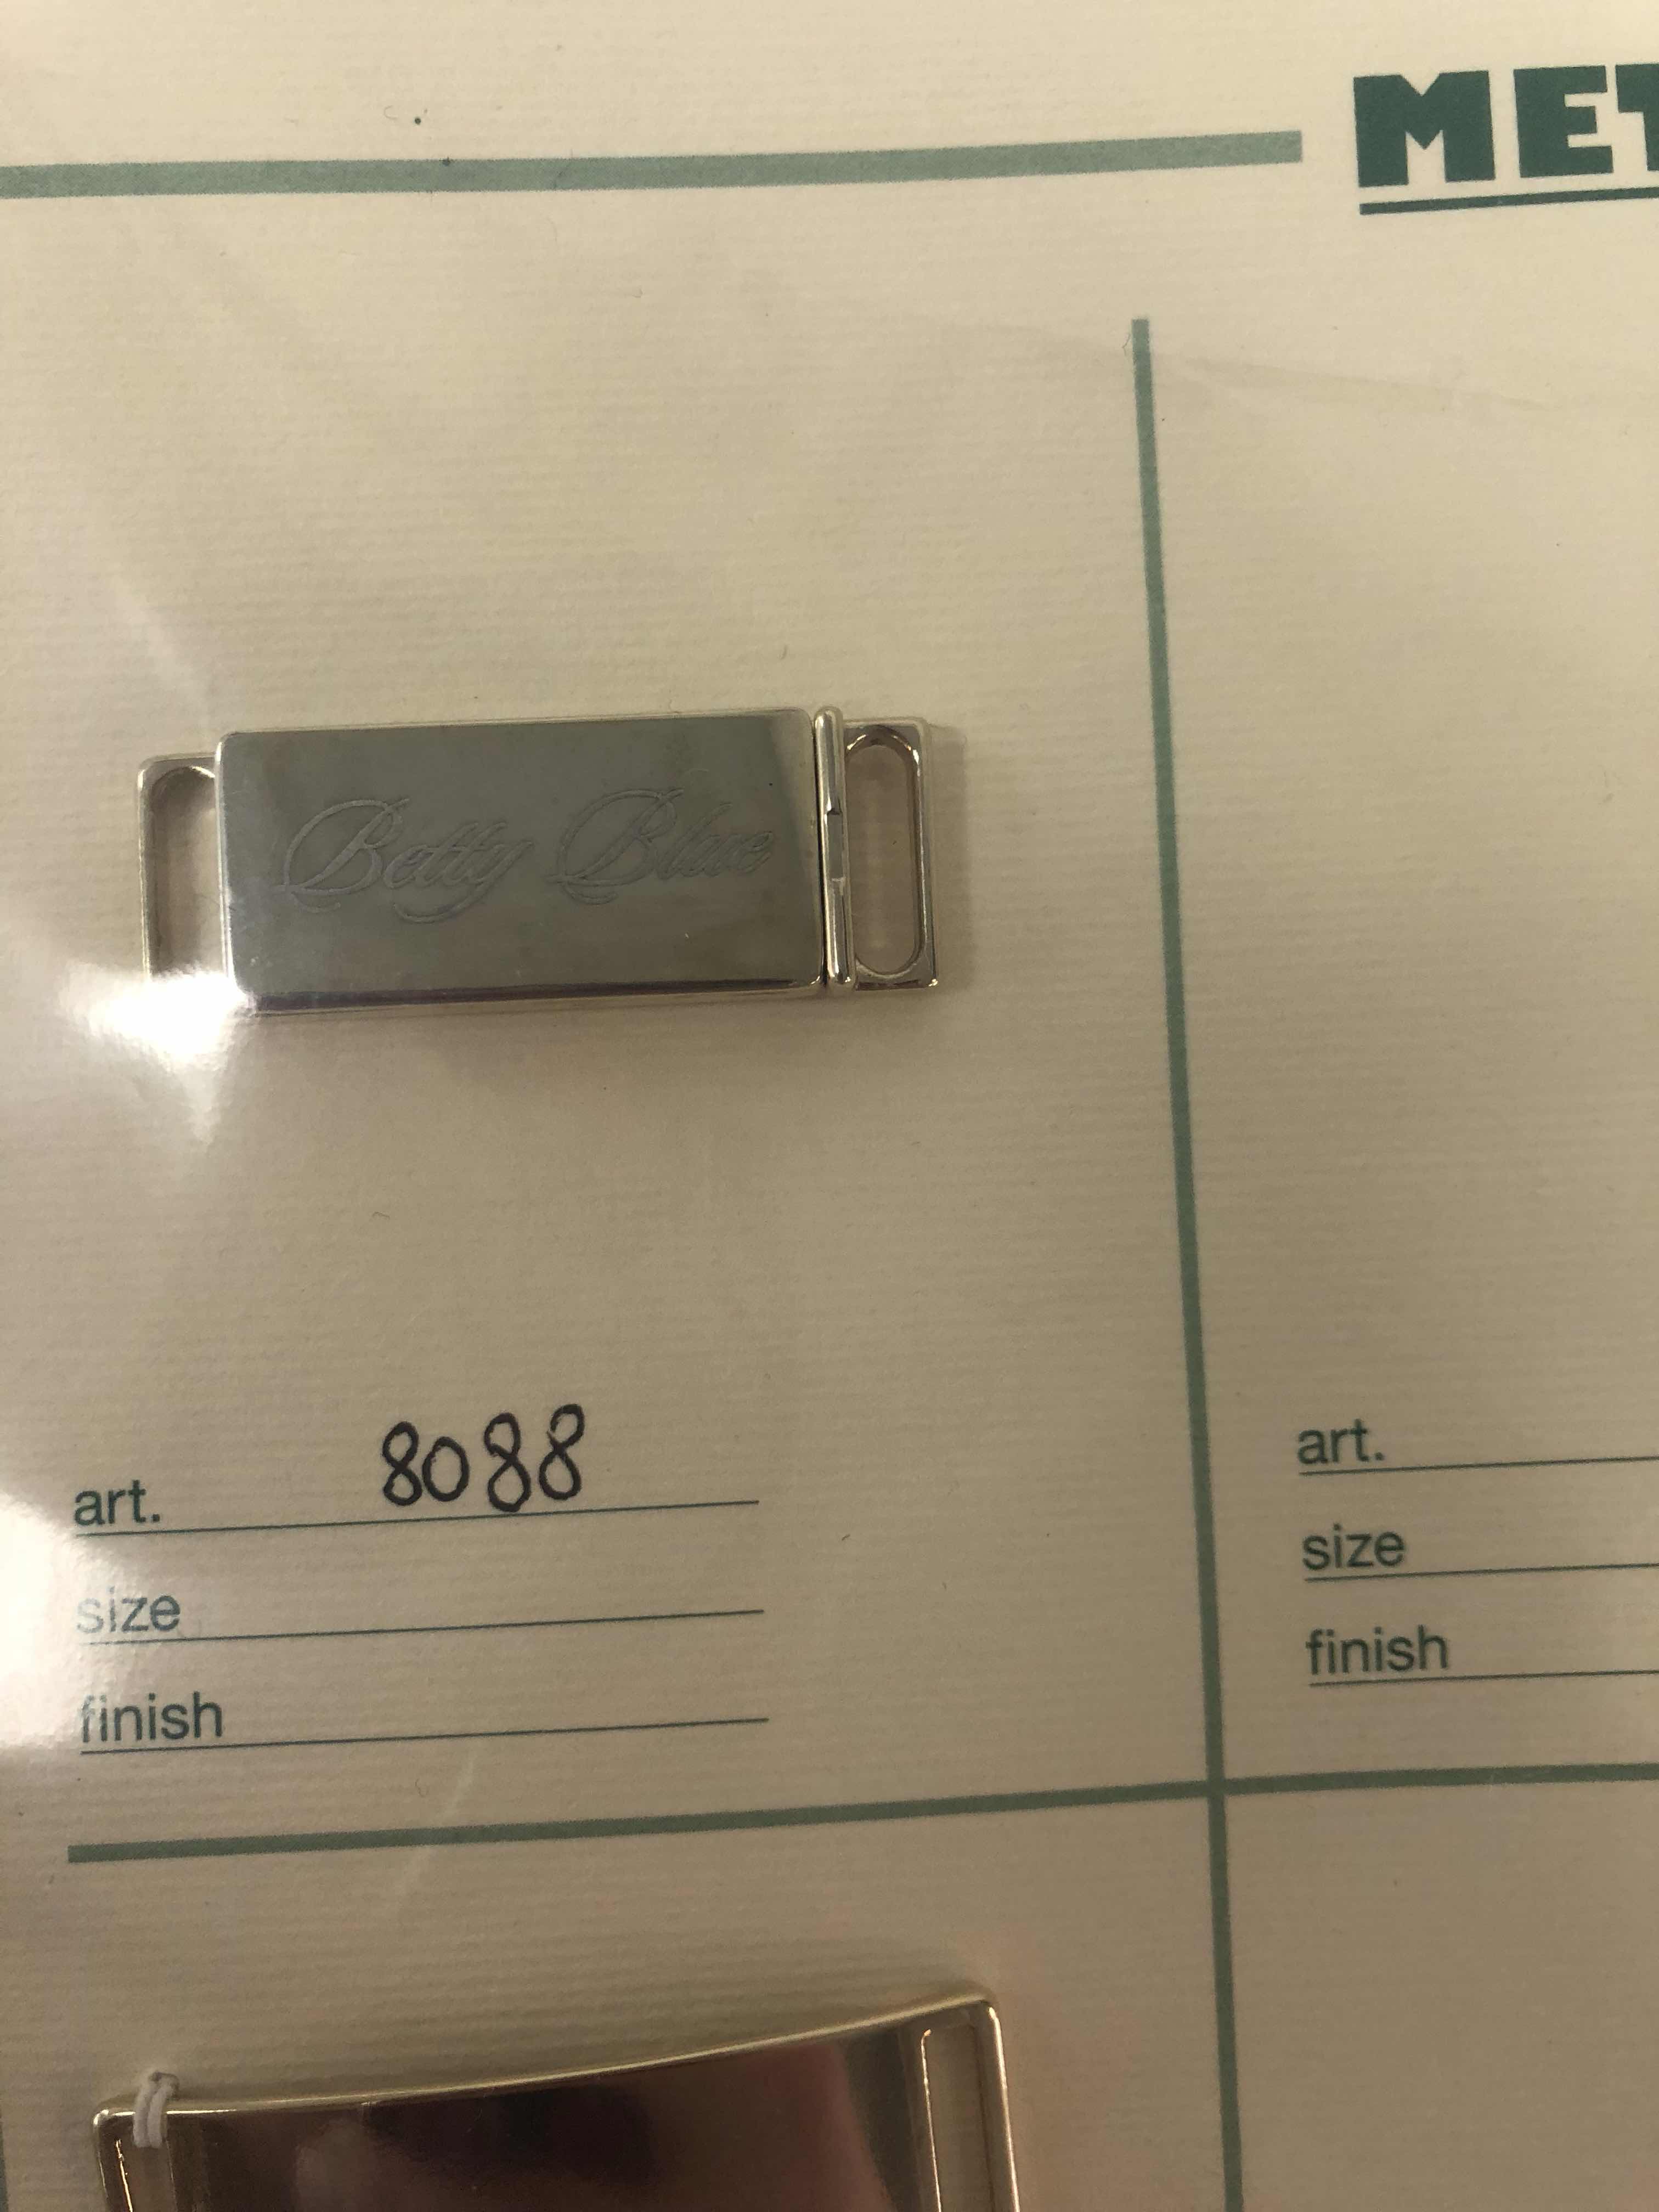 MET
Betty Blue
art. 8088
size
finish
art.
size
finish